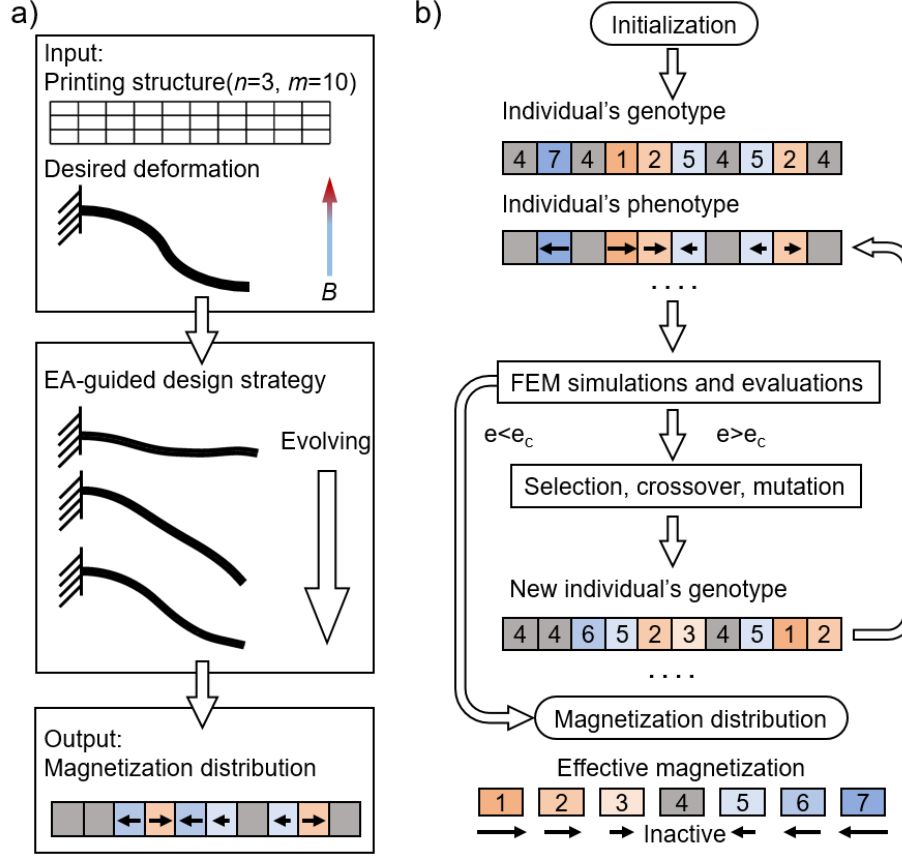 a)
Input:
Printing structure(n=3, m=10)
Desired deformation
B
EA-guided design strategy
Evolving
Output:
Magnetization distribution
b)
Initialization
Individual's genotype
4 7 4 1 2 5 4 5 2 4
Individual's phenotype
. . . .
FEM simulations and evaluations
e<e_c e>e_c
Selection, crossover, mutation
New individual's genotype
4 4 6 5 2 3 4 5 1 2
. . . .
Magnetization distribution
Effective magnetization
1 2 3 4 5 6 7
Inactive